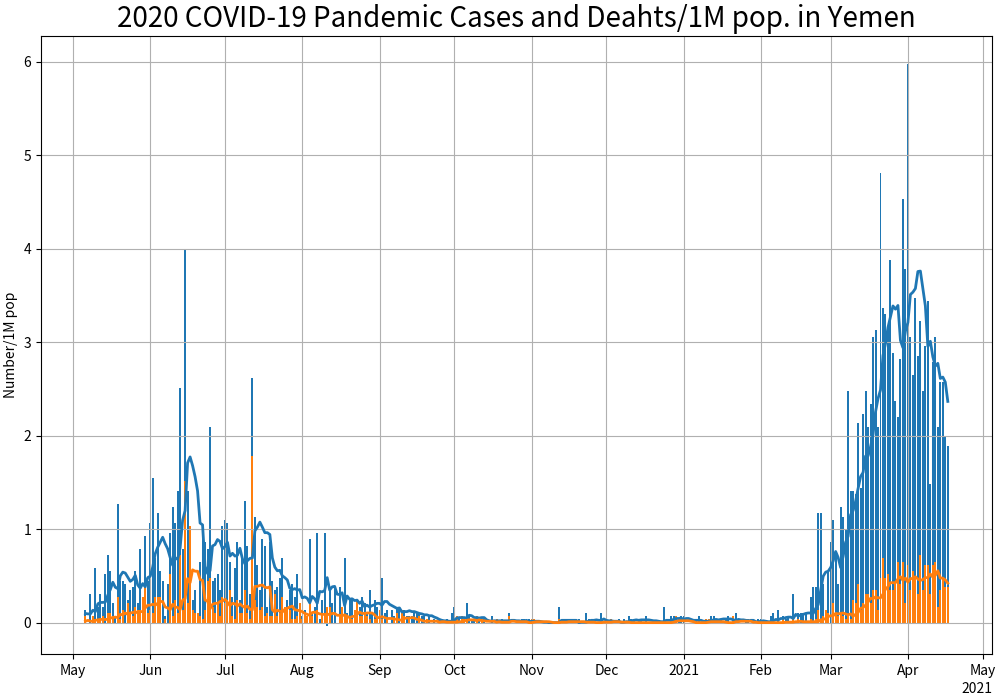 2020 COVID-19 Pandemic Cases and Deahts/1M pop. in Yemen
Number/1M pop
6
5
4
3
2
1
0
May Jun Jul Aug Sep Oct Nov Dec 2021 Feb Mar Apr May
2021